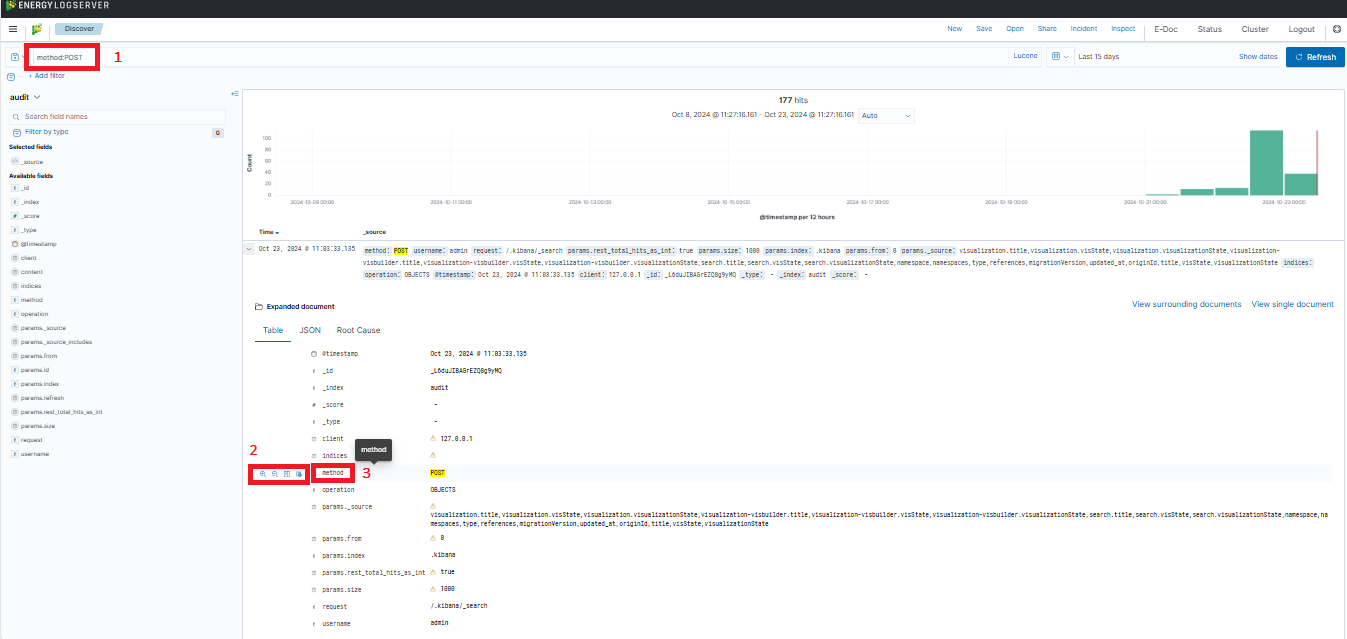 ENERGYLOGSERVER
Discover
New Save Open Share Incident Inspect E-Doc Status Cluster Logout
method:POST 1 Lucene Last 15 days Show dates Refresh
+ Add filter
audit
Search field names
Filter by type 0
Selected fields
_source
Available fields
_id
_index
_score
_type
@timestamp
client
content
indices
method
operation
params._source
params._source_includes
params.from
params.id
params.index
params.refresh
params.rest_total_hits_as_int
params.size
request
username
177 hits
Oct 8, 2024 @ 11:27:16.161 - Oct 23, 2024 @ 11:27:16.161 Auto
Count
100
80
60
40
20
0
2024-10-09 00:00 2024-10-11 00:00 2024-10-13 00:00 2024-10-15 00:00 2024-10-17 00:00 2024-10-19 00:00 2024-10-21 00:00 2024-10-23 00:00
@timestamp per 12 hours
Time _source
Oct 23, 2024 @ 11:03:33.135 method: POST username: admin request: /.kibana/_search params.rest_total_hits_as_int: true params.size: 1000 params.index: .kibana params.from: 0 params._source: visualization.title,visualization.visState,visualization.visualizationState,visualization-
visbuilder.title,visualization-visbuilder.visState,visualization-visbuilder.visualizationState,search.title,search.visState,search.visualizationState,namespace,namespaces,type,references,migrationVersion,updated_at,originId,title,visState,visualizationState indices:
operation: OBJECTS @timestamp: Oct 23, 2024 @ 11:03:33.135 client: 127.0.0.1 _id: _L6duJIBAGrEZQ8g9yMQ _type: - _index: audit _score: -
Expanded document View surrounding documents View single document
Table JSON Root Cause
@timestamp Oct 23, 2024 @ 11:03:33.135
_id _L6duJIBAGrEZQ8g9yMQ
_index audit
_score -
_type -
client 127.0.0.1
2 method
indices
method 3 POST
operation OBJECTS
params._source
visualization.title,visualization.visState,visualization.visualizationState,visualization-visbuilder.title,visualization-visbuilder.visState,visualization-visbuilder.visualizationState,search.title,search.visState,search.visualizationState,namespace,na
mespaces,type,references,migrationVersion,updated_at,originId,title,visState,visualizationState
params.from 0
params.index .kibana
params.rest_total_hits_as_int true
params.size 1000
request /.kibana/_search
username admin